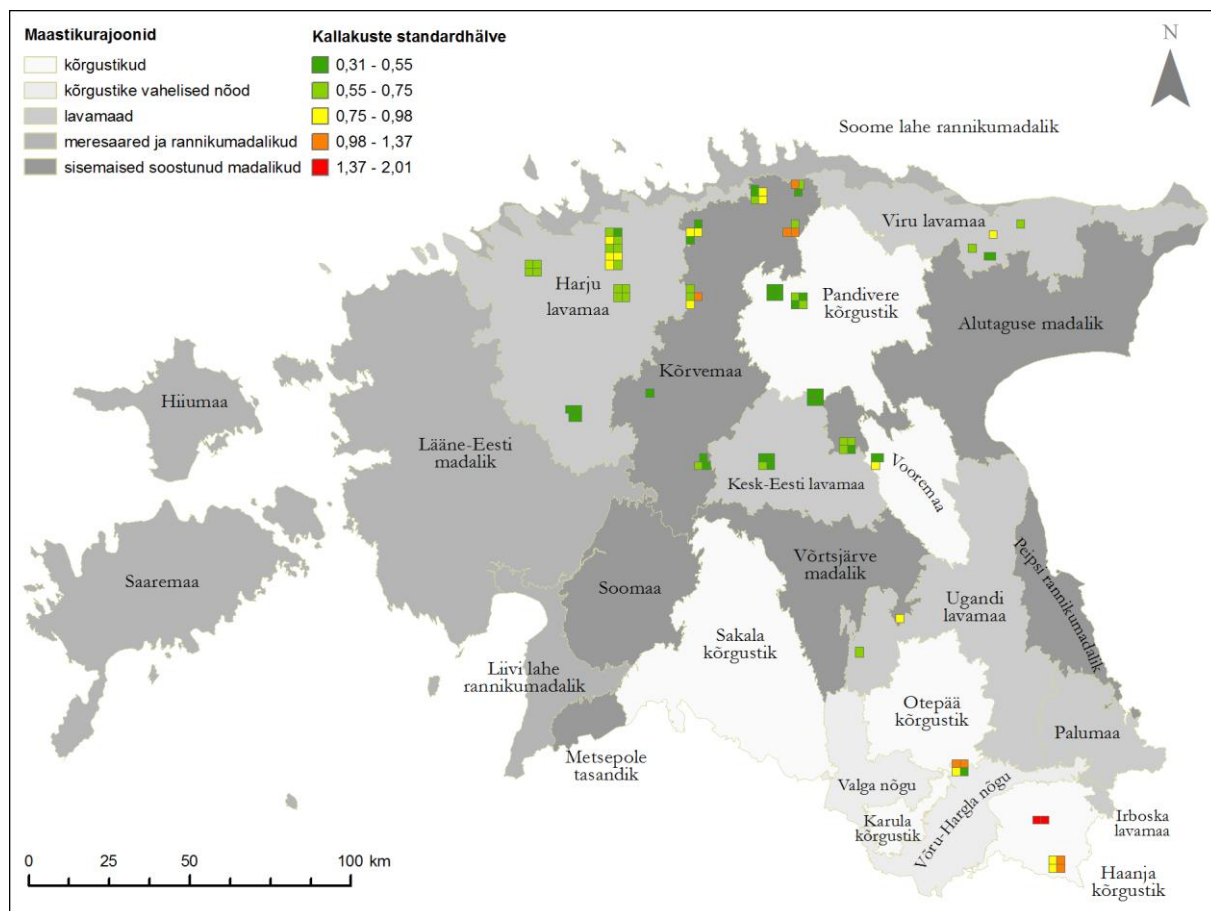 Maastikurajoonid
kõrgustikud
kõrgustike vahelised nõod
lavamaad
meresaared ja rannikumadalikud
sisemaised soostunud madalikud
Kallakuste standardhälve
0,31 - 0,55
0,55 - 0,75
0,75 - 0,98
0,98 - 1,37
1,37 - 2,01
N
Soome lahe rannikumadalik
Viru lavamaa
Harju
lavamaa
Pandivere
kõrgustik
Alutaguse madalik
Kõrvemaa
Hiiumaa
Lääne-Eesti
madalik
Kesk-Eesti lavamaa
Vooremaa
Saaremaa
Soomaa
Võrtsjärve
madalik
Peipsi rannikumadalik
Ugandi
lavamaa
Sakala
kõrgustik
Liivi lahe
rannikumadalik
Otepää
kõrgustik
Palumaa
Metsepole
tasandik
Valga nõgu
Karula
kõrgustik
Võru-Hargla nõgu
Irboska
lavamaa
Haanja
kõrgustik
0 25 50 100 km